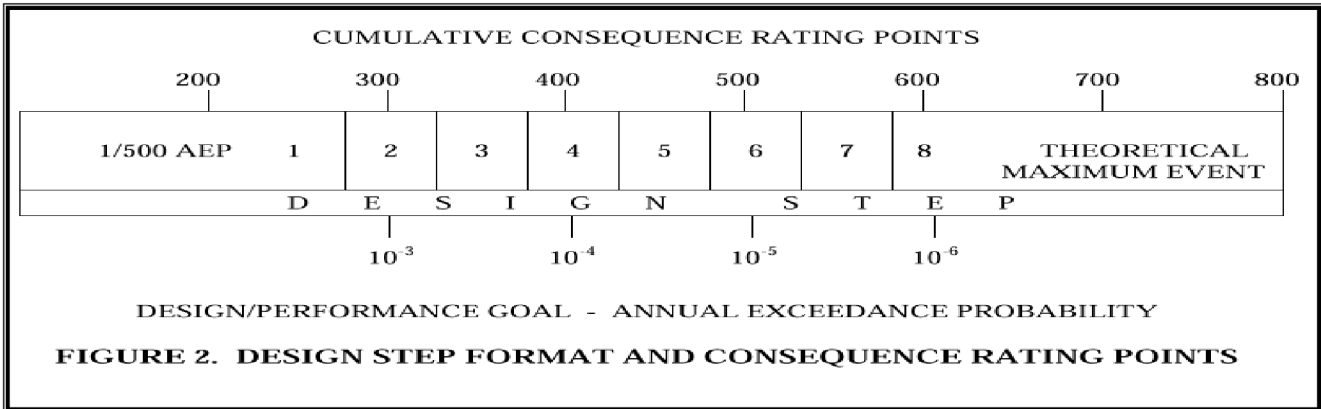 CUMULATIVE CONSEQUENCE RATING POINTS
200 300 400 500 600 700 800
1/500 AEP 1 2 3 4 5 6 7 8 THEORETICAL
MAXIMUM EVENT
D E S I G N S T E P
10⁻³ 10⁻⁴ 10⁻⁵ 10⁻⁶
DESIGN/PERFORMANCE GOAL - ANNUAL EXCEEDANCE PROBABILITY
FIGURE 2. DESIGN STEP FORMAT AND CONSEQUENCE RATING POINTS